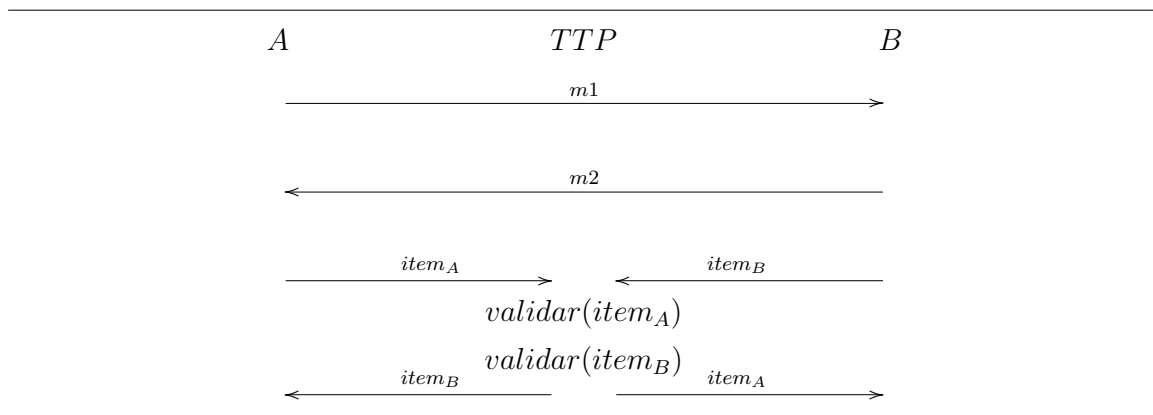 A TTP B
m1
m2
item_A item_B
validar(item_A)
validar(item_B)
item_B item_A